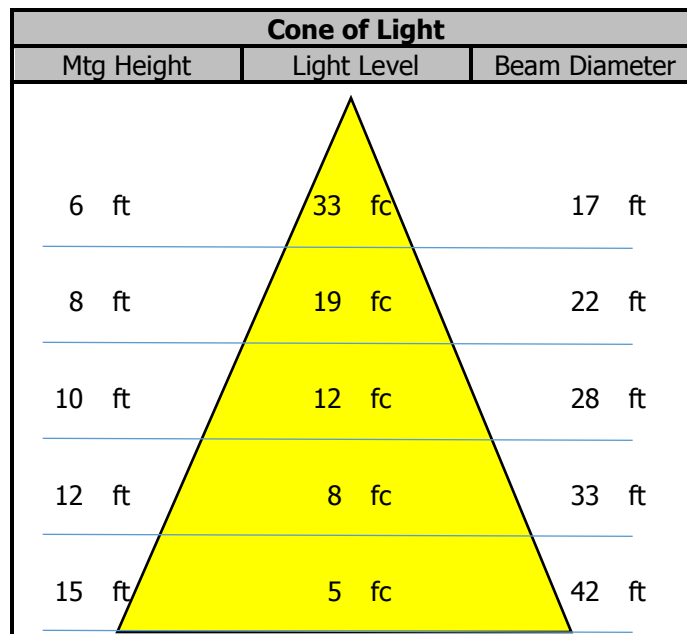 Cone of Light
Mtg Height Light Level Beam Diameter
6 ft 33 fc 17 ft
8 ft 19 fc 22 ft
10 ft 12 fc 28 ft
12 ft 8 fc 33 ft
15 ft 5 fc 42 ft